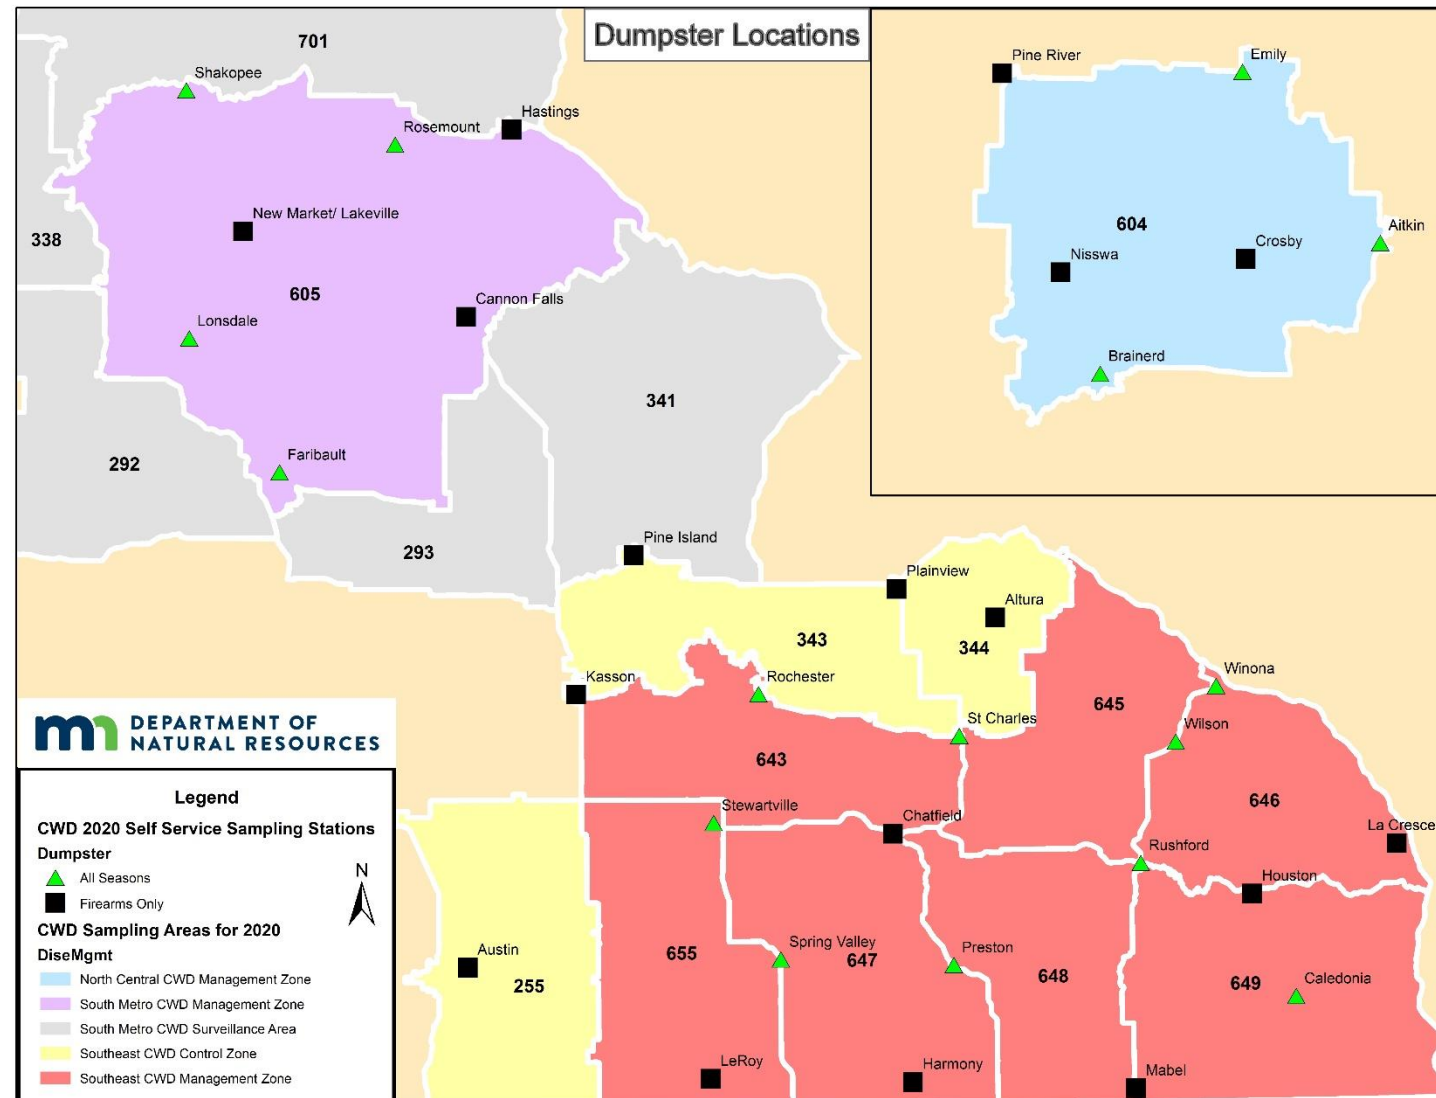 Dumpster Locations
701
Shakopee
Hastings
Rosemount
New Market/ Lakeville
338
605
Cannon Falls
Lonsdale
341
292
Faribault
293
Pine River
Emily
604
Aitkin
Nisswa
Crosby
Brainerd
Pine Island
Plainview
Altura
343
344
Kasson
Rochester
Winona
645
St Charles
Wilson
643
646
Stewartville
Chatfield
La Cresce
Rushford
Houston
Austin
255
655
Spring Valley
647
Preston
648
649
Caledonia
LeRoy
Harmony
Mabel
mn DEPARTMENT OF
NATURAL RESOURCES
Legend
CWD 2020 Self Service Sampling Stations
Dumpster
All Seasons
Firearms Only
N
CWD Sampling Areas for 2020
DiseMgmt
North Central CWD Management Zone
South Metro CWD Management Zone
South Metro CWD Surveillance Area
Southeast CWD Control Zone
Southeast CWD Management Zone